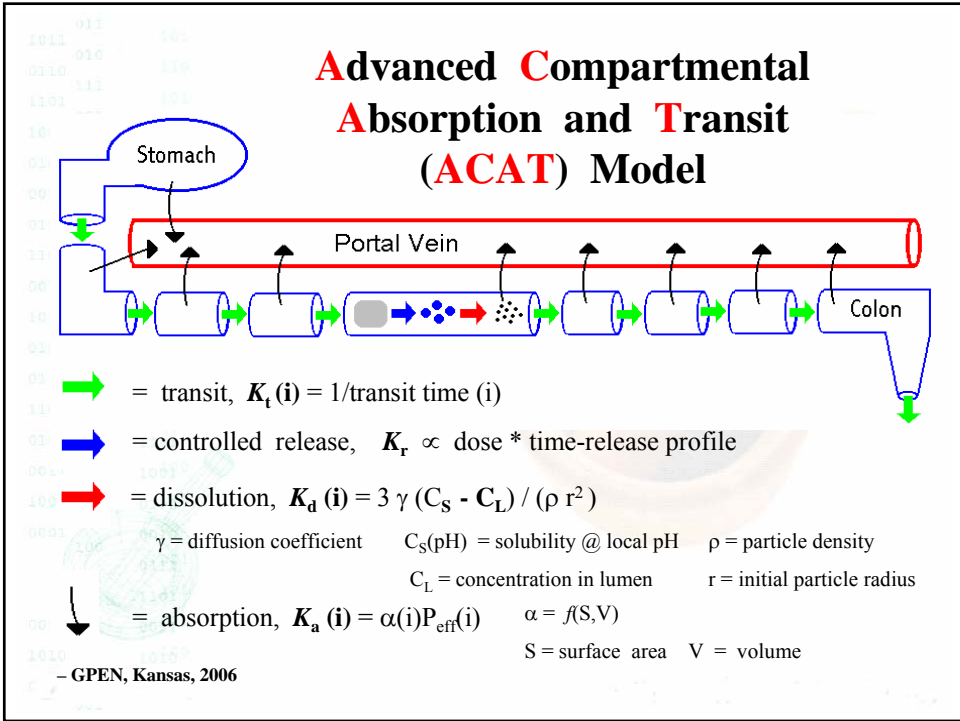 Advanced Compartmental
Absorption and Transit
(ACAT) Model
Stomach
Portal Vein
Colon
= transit, Kt (i) = 1/transit time (i)
= controlled release, Kr ∝ dose * time-release profile
= dissolution, Kd (i) = 3 γ (CS - CL) / (ρ r2 )
γ = diffusion coefficient CS(pH) = solubility @ local pH ρ = particle density
CL = concentration in lumen r = initial particle radius
= absorption, Ka (i) = α(i)Peff(i) α = f(S,V)
S = surface area V = volume
– GPEN, Kansas, 2006